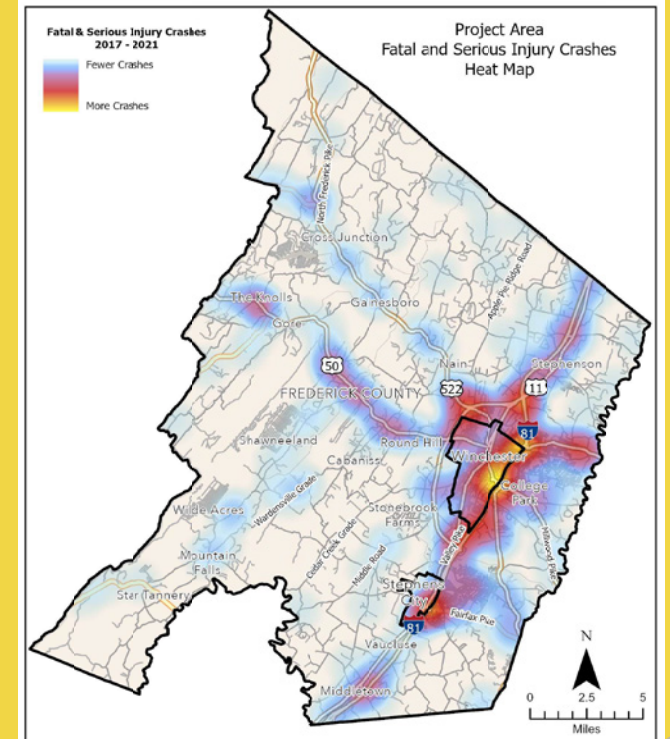 Fatal & Serious Injury Crashes
2017 - 2021
Fewer Crashes
More Crashes
Project Area
Fatal and Serious Injury Crashes
Heat Map
North Frederick Pike
Cross Junction
Apple Pie Ridge Road
The Knolls
Gainesboro
Gore
50
Nain
Stephenson
FREDERICK COUNTY
522
11
81
Shawneeland
Round Hill
Winchester
Cabaniss
College
Park
Wardensville Grade
Wilde Acres
Stonebrook
Farms
Cedar Creek Grade
Middle Road
Valley Pike
Millwood Pike
Mountain
Falls
Star Tannery
Stephens
City
Fairfax Pike
81
Vaucluse
Middletown
N
0 2.5 5
Miles